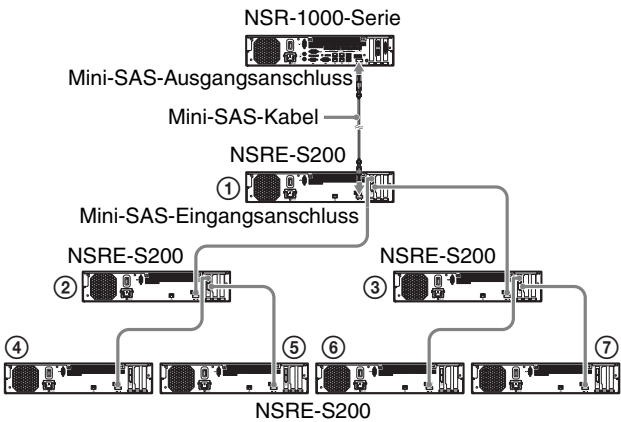 NSR-1000-Serie
Mini-SAS-Ausgangsanschluss
Mini-SAS-Kabel
NSRE-S200
①
Mini-SAS-Eingangsanschluss
NSRE-S200
NSRE-S200
②
③
④
⑤
⑥
⑦
NSRE-S200